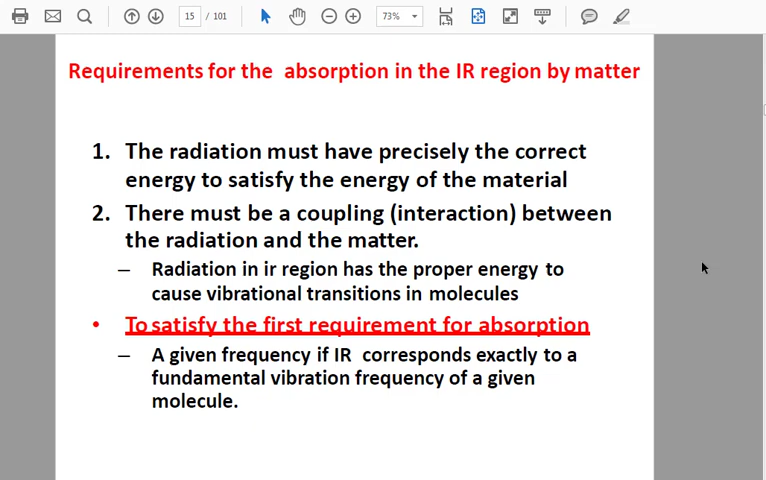 15 / 101
73%
Requirements for the absorption in the IR region by matter
1. The radiation must have precisely the correct
energy to satisfy the energy of the material
2. There must be a coupling (interaction) between
the radiation and the matter.
– Radiation in ir region has the proper energy to
cause vibrational transitions in molecules
• To satisfy the first requirement for absorption
– A given frequency if IR corresponds exactly to a
fundamental vibration frequency of a given
molecule.